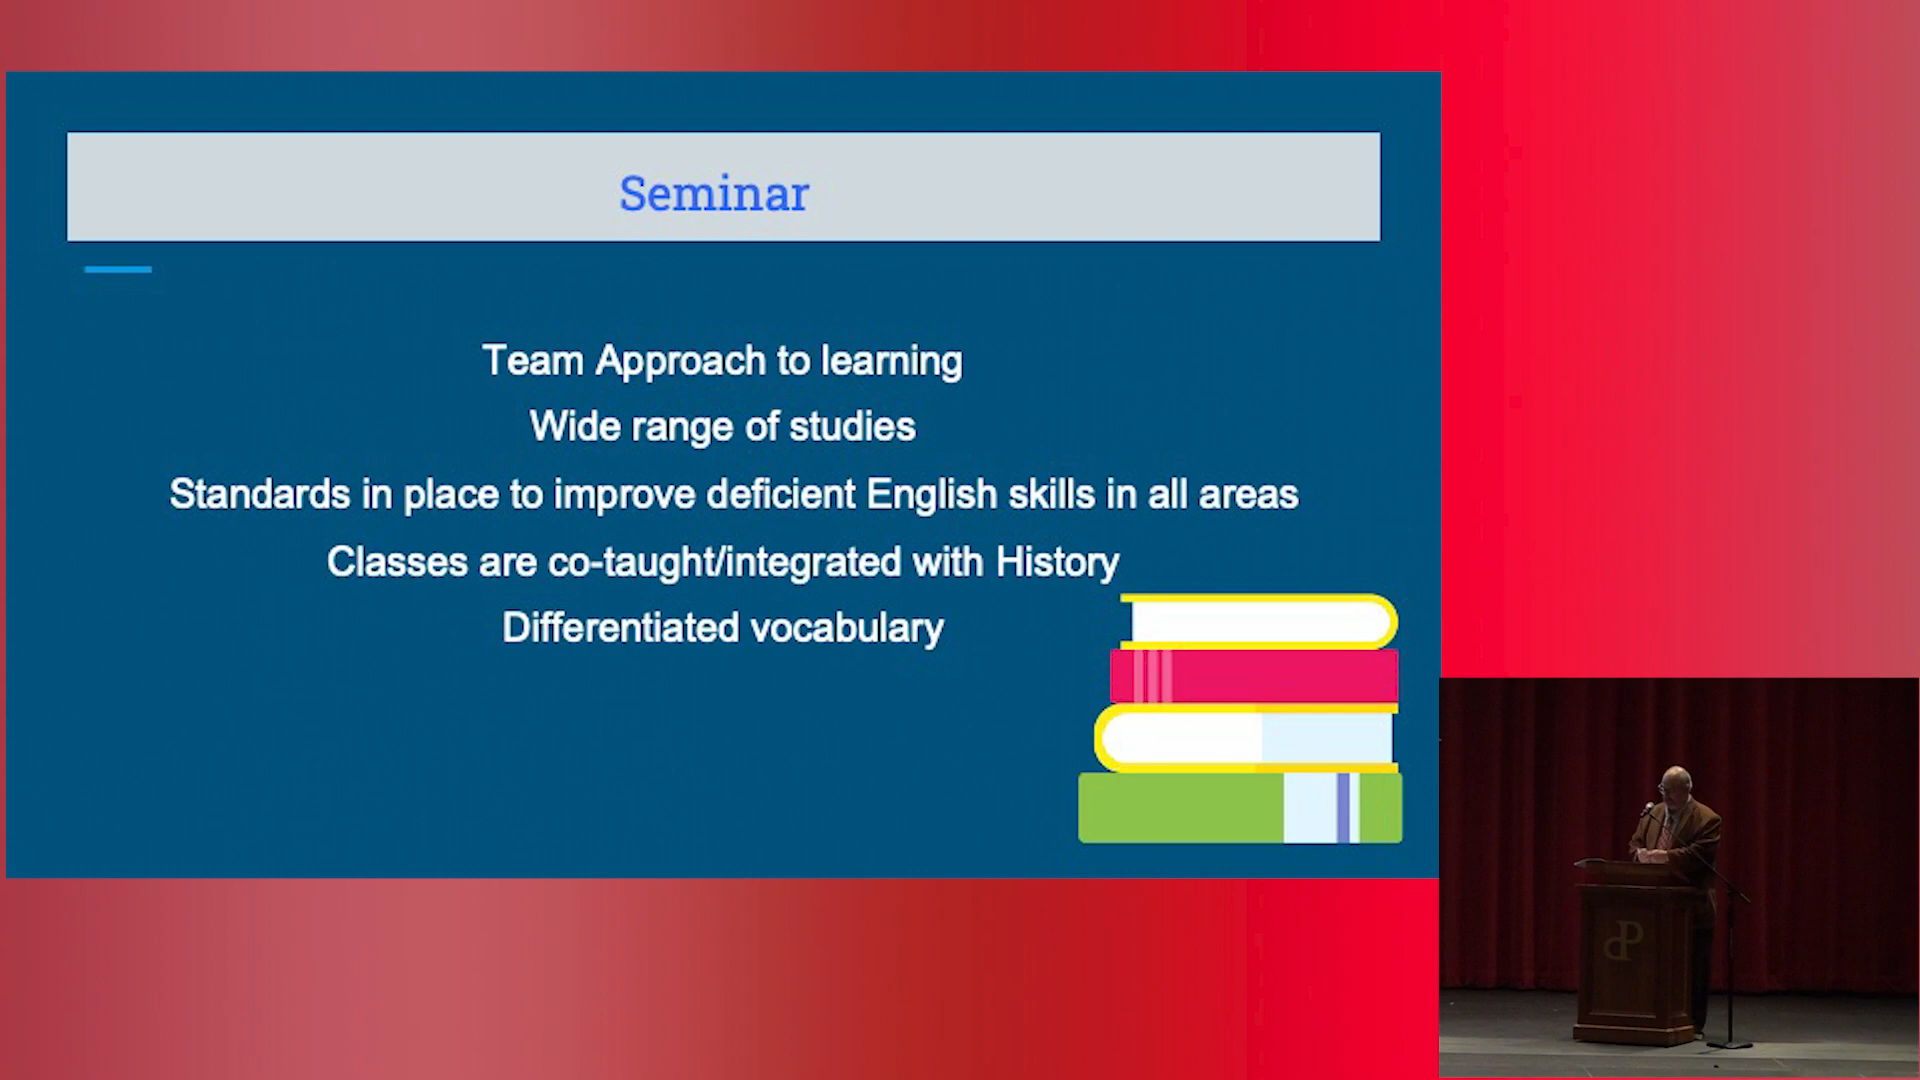 Seminar
Team Approach to learning
Wide range of studies
Standards in place to improve deficient English skills in all areas
Classes are co-taught/integrated with History
Differentiated vocabulary